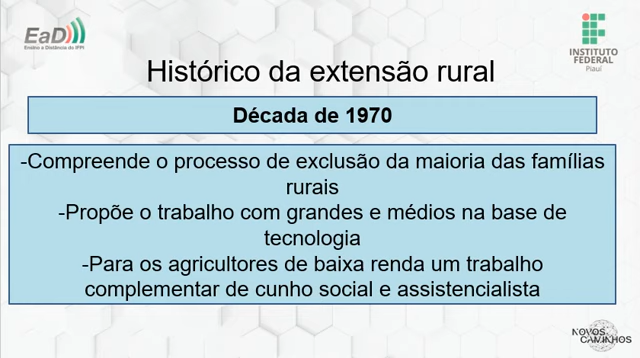 EaD
Ensino a Distância do IFPI
INSTITUTO
FEDERAL
Piauí
Histórico da extensão rural
Década de 1970
-Compreende o processo de exclusão da maioria das famílias
rurais
-Propõe o trabalho com grandes e médios na base de
tecnologia
-Para os agricultores de baixa renda um trabalho
complementar de cunho social e assistencialista
NOVOS
CAMINHOS